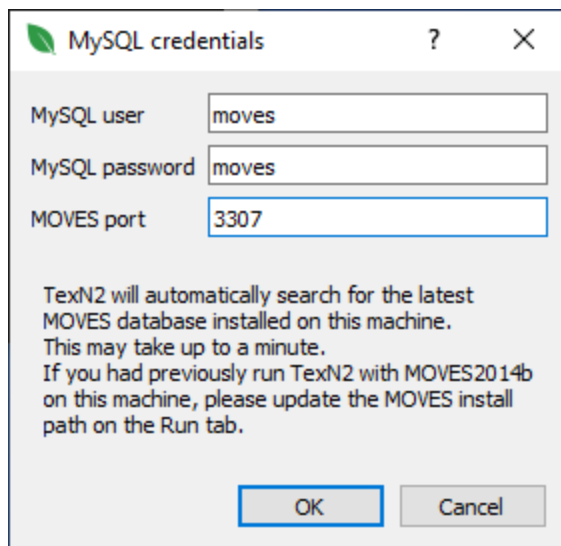 MySQL credentials ?
MySQL user moves
MySQL password moves
MOVES port 3307
TexN2 will automatically search for the latest
MOVES database installed on this machine.
This may take up to a minute.
If you had previously run TexN2 with MOVES2014b
on this machine, please update the MOVES install
path on the Run tab.
OK Cancel